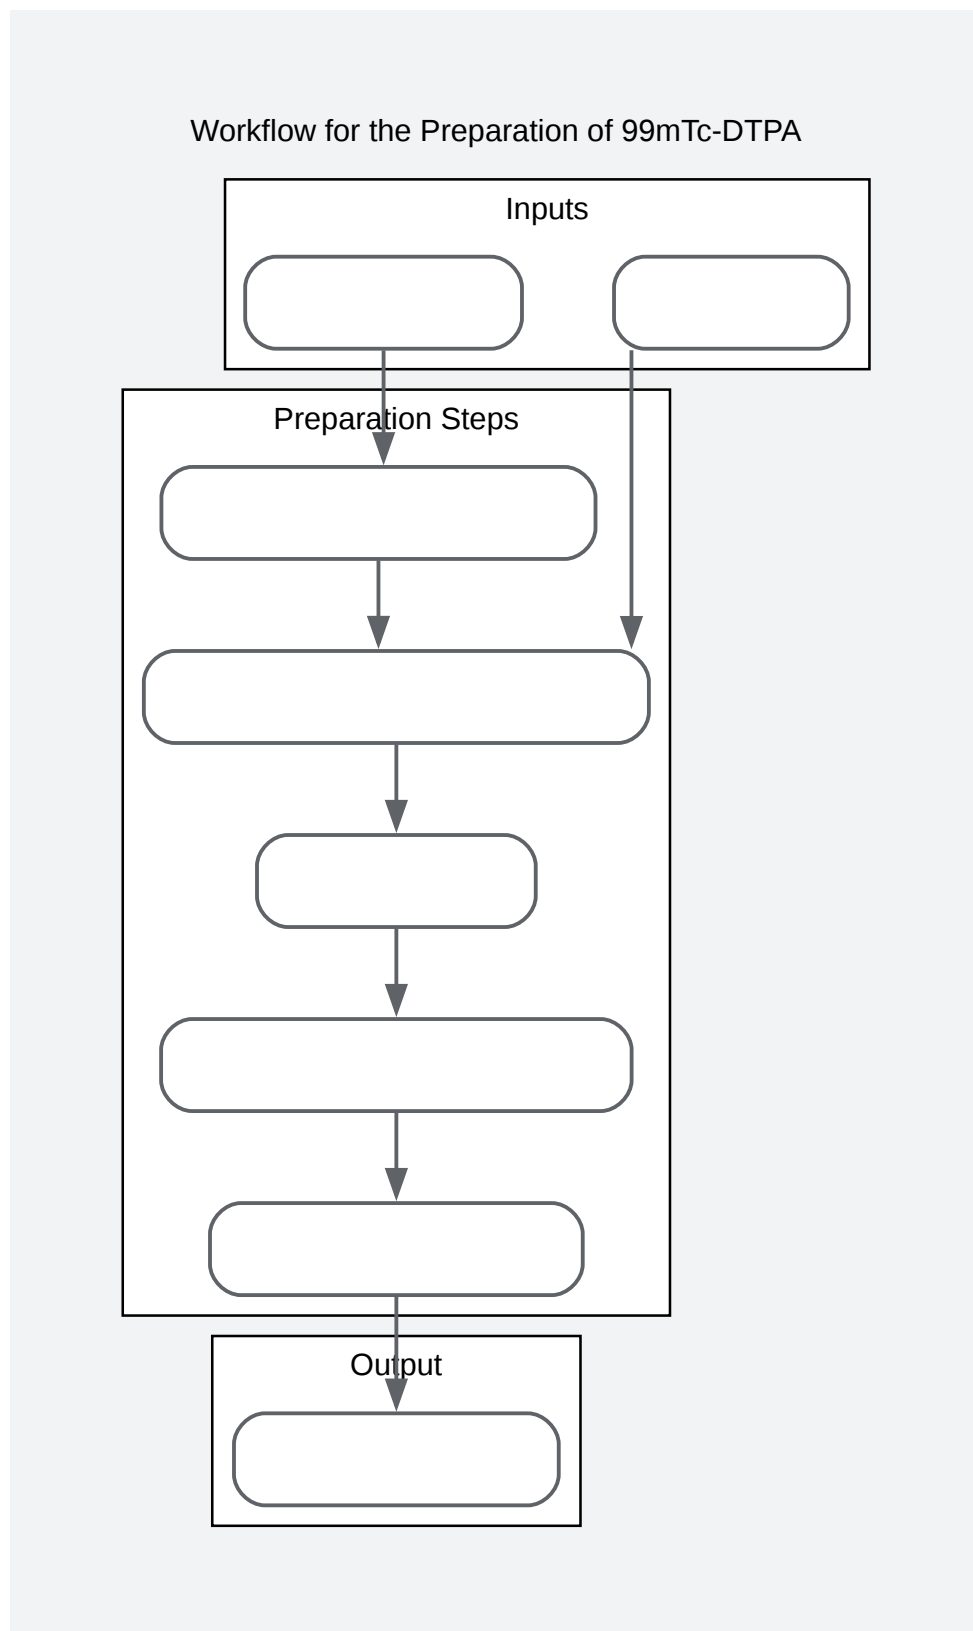 Workflow for the Preparation of 99mTc-DTPA
Inputs
Preparation Steps
Output